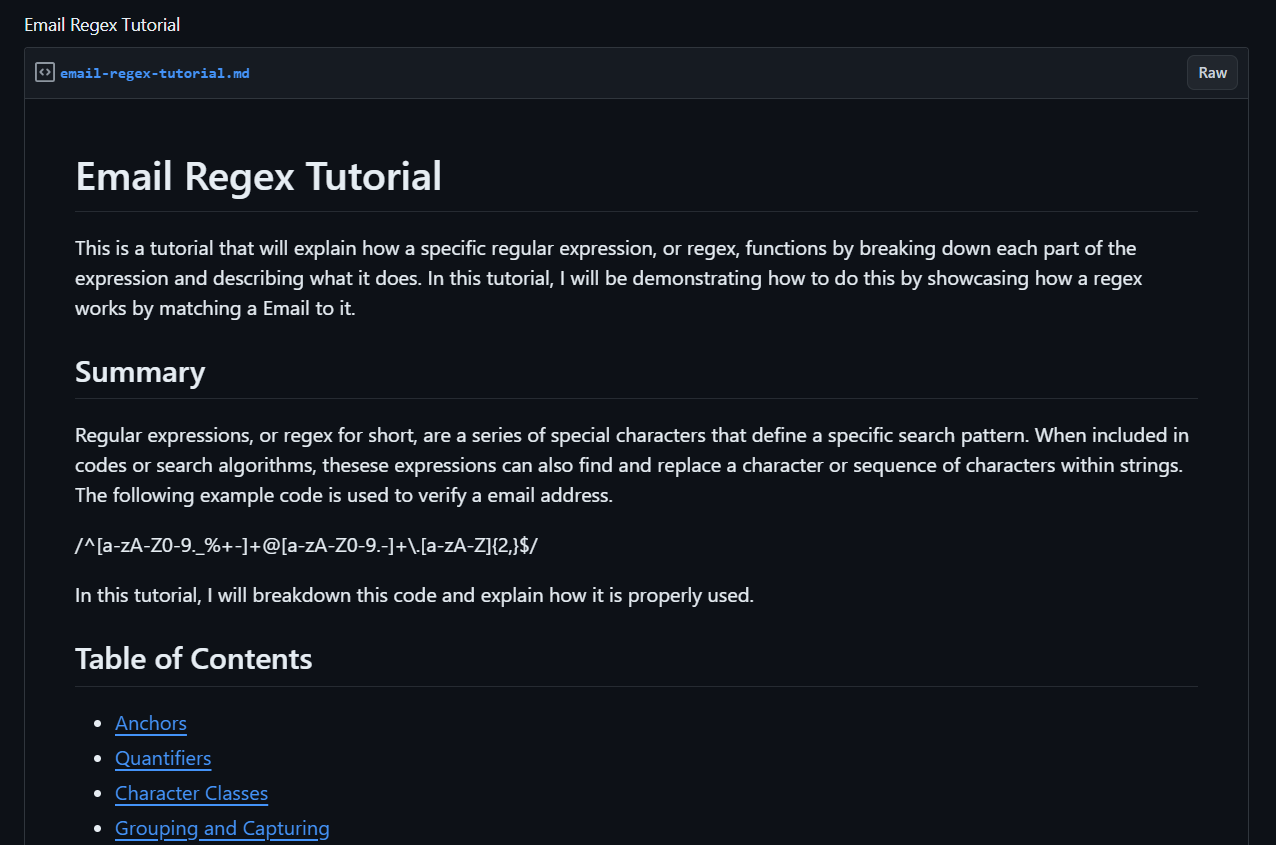 Email Regex Tutorial
email-regex-tutorial.md
Raw
Email Regex Tutorial
This is a tutorial that will explain how a specific regular expression, or regex, functions by breaking down each part of the
expression and describing what it does. In this tutorial, I will be demonstrating how to do this by showcasing how a regex
works by matching a Email to it.
Summary
Regular expressions, or regex for short, are a series of special characters that define a specific search pattern. When included in
codes or search algorithms, thesese expressions can also find and replace a character or sequence of characters within strings.
The following example code is used to verify a email address.
/^[a-zA-Z0-9._%+-]+@[a-zA-Z0-9.-]+\.[a-zA-Z]{2,}$/
In this tutorial, I will breakdown this code and explain how it is properly used.
Table of Contents
Anchors
Quantifiers
Character Classes
Grouping and Capturing